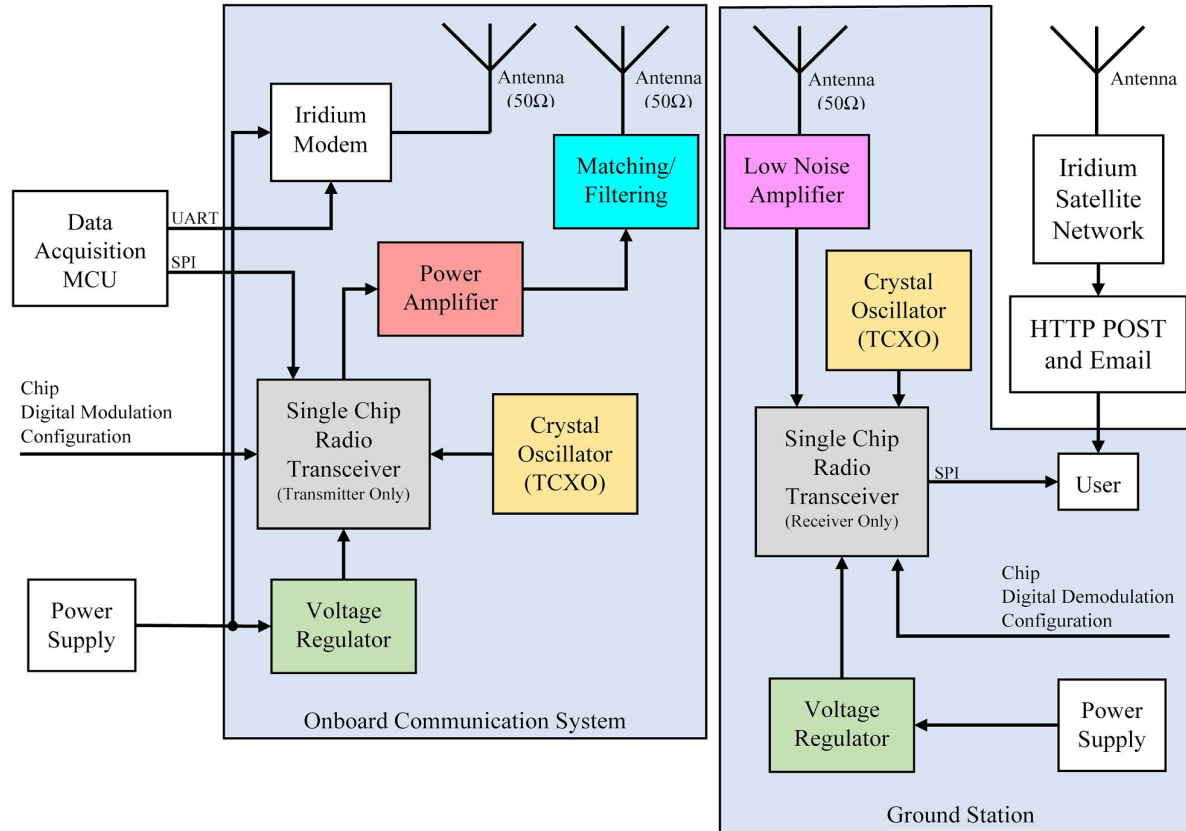 Antenna
(50Ω)
Antenna
(50Ω)
Iridium
Modem
Matching/
Filtering
Data
Acquisition
MCU
UART
SPI
Power
Amplifier
Chip
Digital Modulation
Configuration
Single Chip
Radio
Transceiver
(Transmitter Only)
Crystal
Oscillator
(TCXO)
Power
Supply
Voltage
Regulator
Onboard Communication System
Antenna
(50Ω)
Antenna
Low Noise
Amplifier
Iridium
Satellite
Network
Crystal
Oscillator
(TCXO)
HTTP POST
and Email
Single Chip
Radio
Transceiver
(Receiver Only)
SPI
User
Chip
Digital Demodulation
Configuration
Voltage
Regulator
Power
Supply
Ground Station